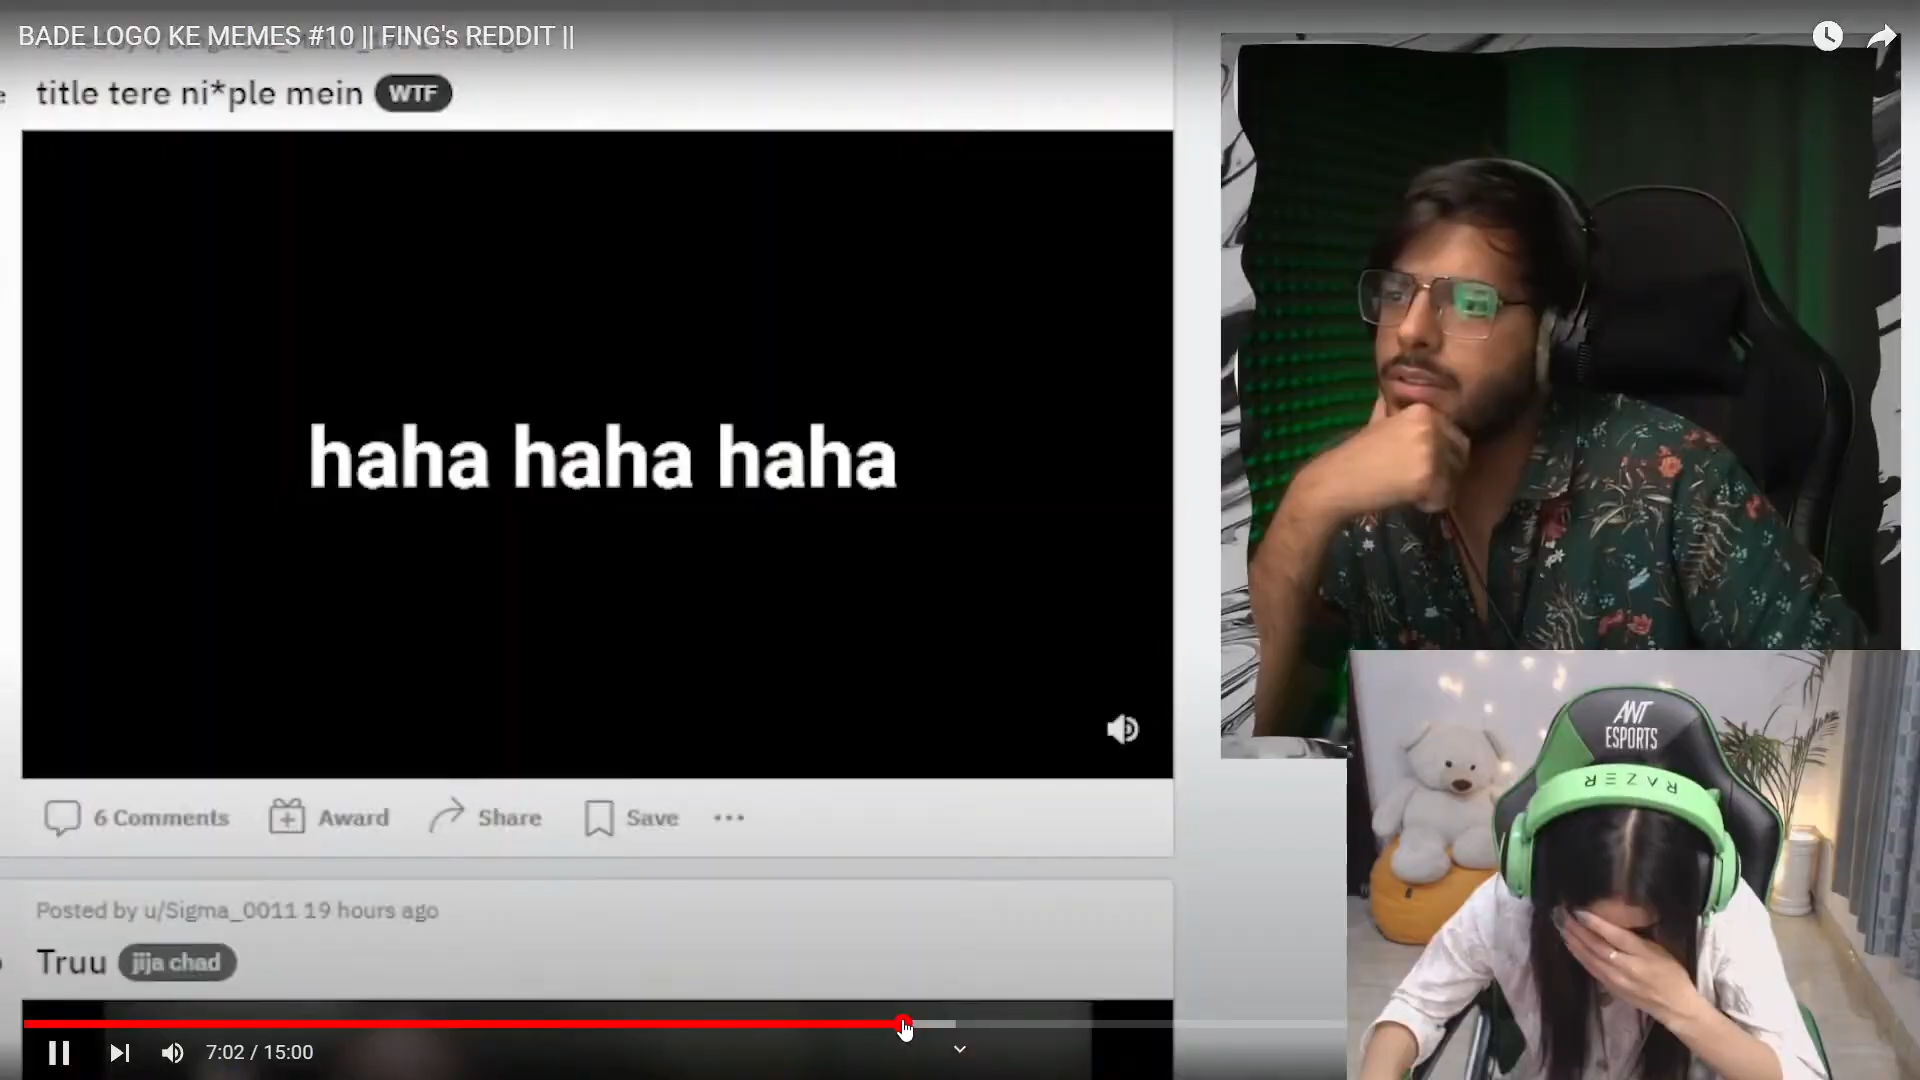 BADE LOGO KE MEMES #10 || FING's REDDIT ||
title tere ni*ple mein WTF
haha haha haha
6 Comments Award Share Save
Posted by u/Sigma_0011 19 hours ago
Truu jija chad
7:02 / 15:00
ANT
ESPORTS
RAZER